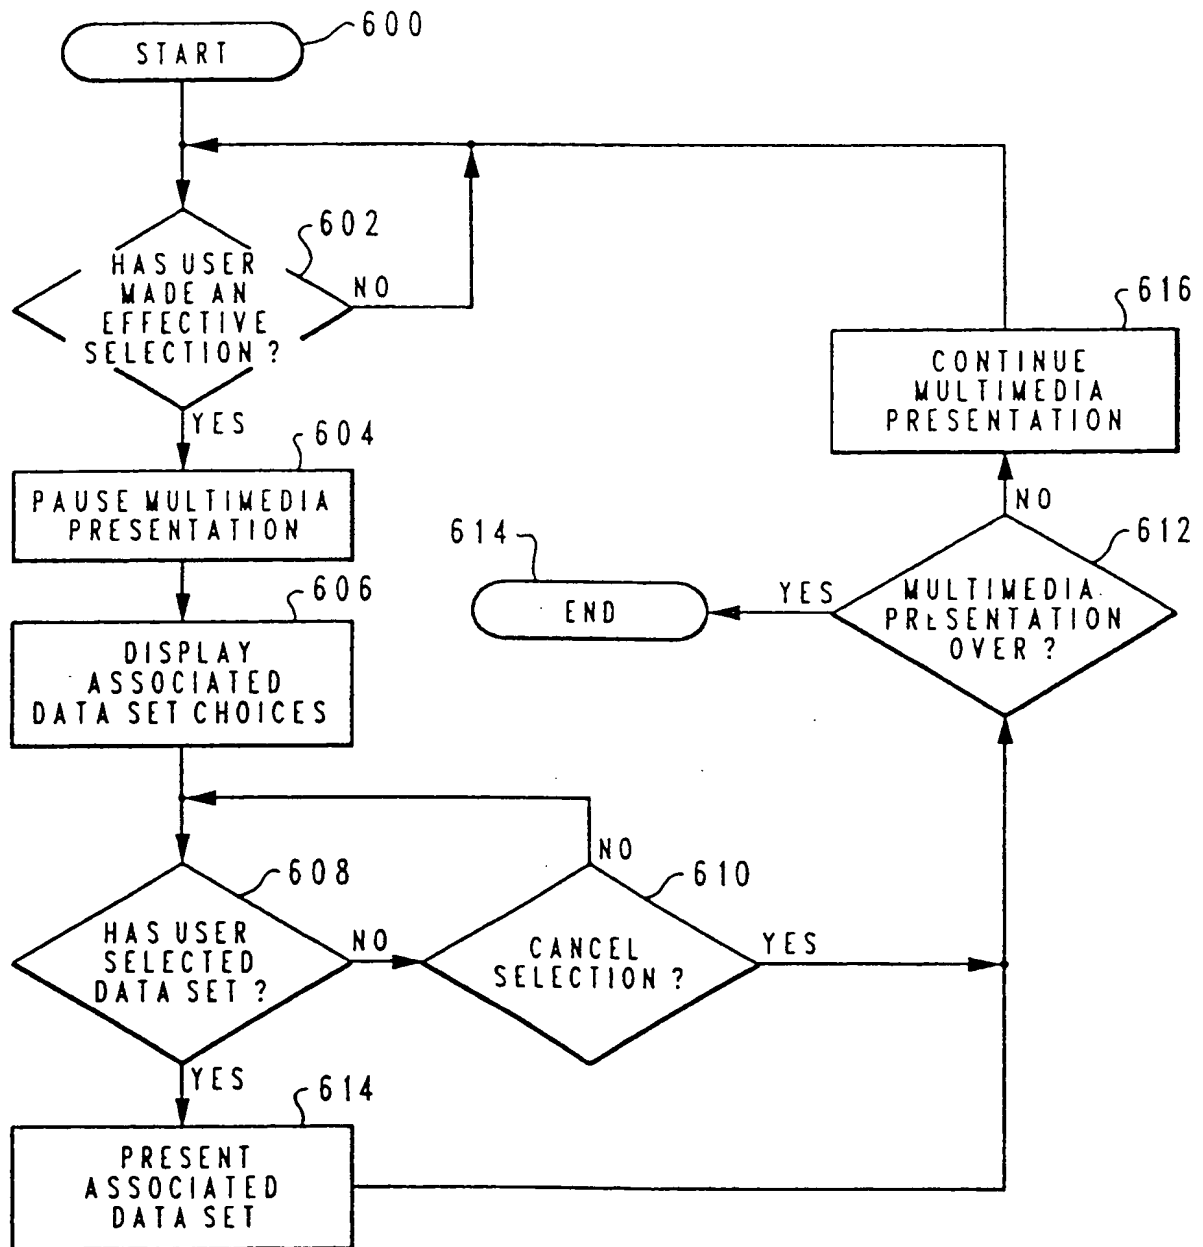 600
START
602
HAS USER
MADE AN
EFFECTIVE
SELECTION ?
NO
YES
604
PAUSE MULTIMEDIA
PRESENTATION
606
DISPLAY
ASSOCIATED
DATA SET CHOICES
608
HAS USER
SELECTED
DATA SET ?
NO
YES
610
CANCEL
SELECTION ?
NO
YES
614
PRESENT
ASSOCIATED
DATA SET
616
CONTINUE
MULTIMEDIA
PRESENTATION
NO
612
MULTIMEDIA
PRESENTATION
OVER ?
YES
614
END